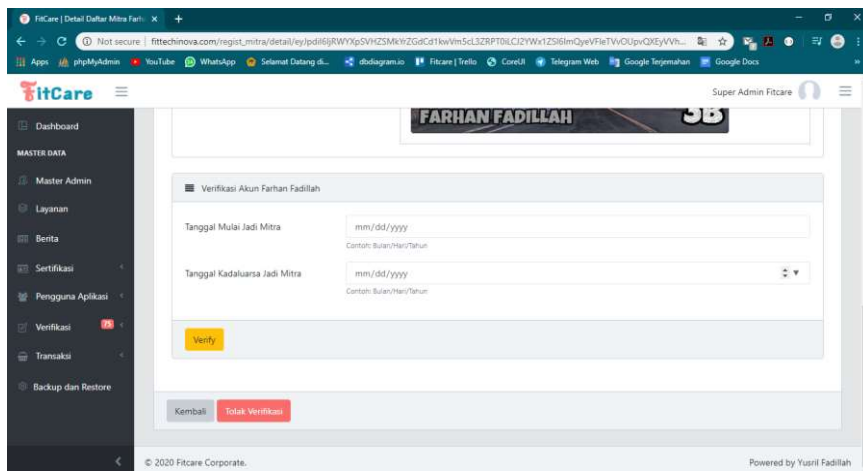 FitCare | Detail Daftar Mitra Farh
Not secure | fittechinova.com/regist_mitra/detail/
Apps phpMyAdmin YouTube WhatsApp Selamat Datang di... dbdiagram.io Fitcare | Trello CoreUI Telegram Web Google Terjemahan Google Docs
FitCare Super Admin Fitcare
FARHAN FADILLAH 3B
Dashboard
MASTER DATA
Master Admin
Layanan
Berita
Sertifikasi
Pengguna Aplikasi
Verifikasi 75
Transaksi
Backup dan Restore
Verifikasi Akun Farhan Fadillah
Tanggal Mulai Jadi Mitra mm/dd/yyyy
Contoh: Bulan/Hari/Tahun
Tanggal Kadaluarsa Jadi Mitra mm/dd/yyyy
Contoh: Bulan/Hari/Tahun
Verify
Kembali Tolak Verifikasi
© 2020 Fitcare Corporate. Powered by Yusril Fadillah